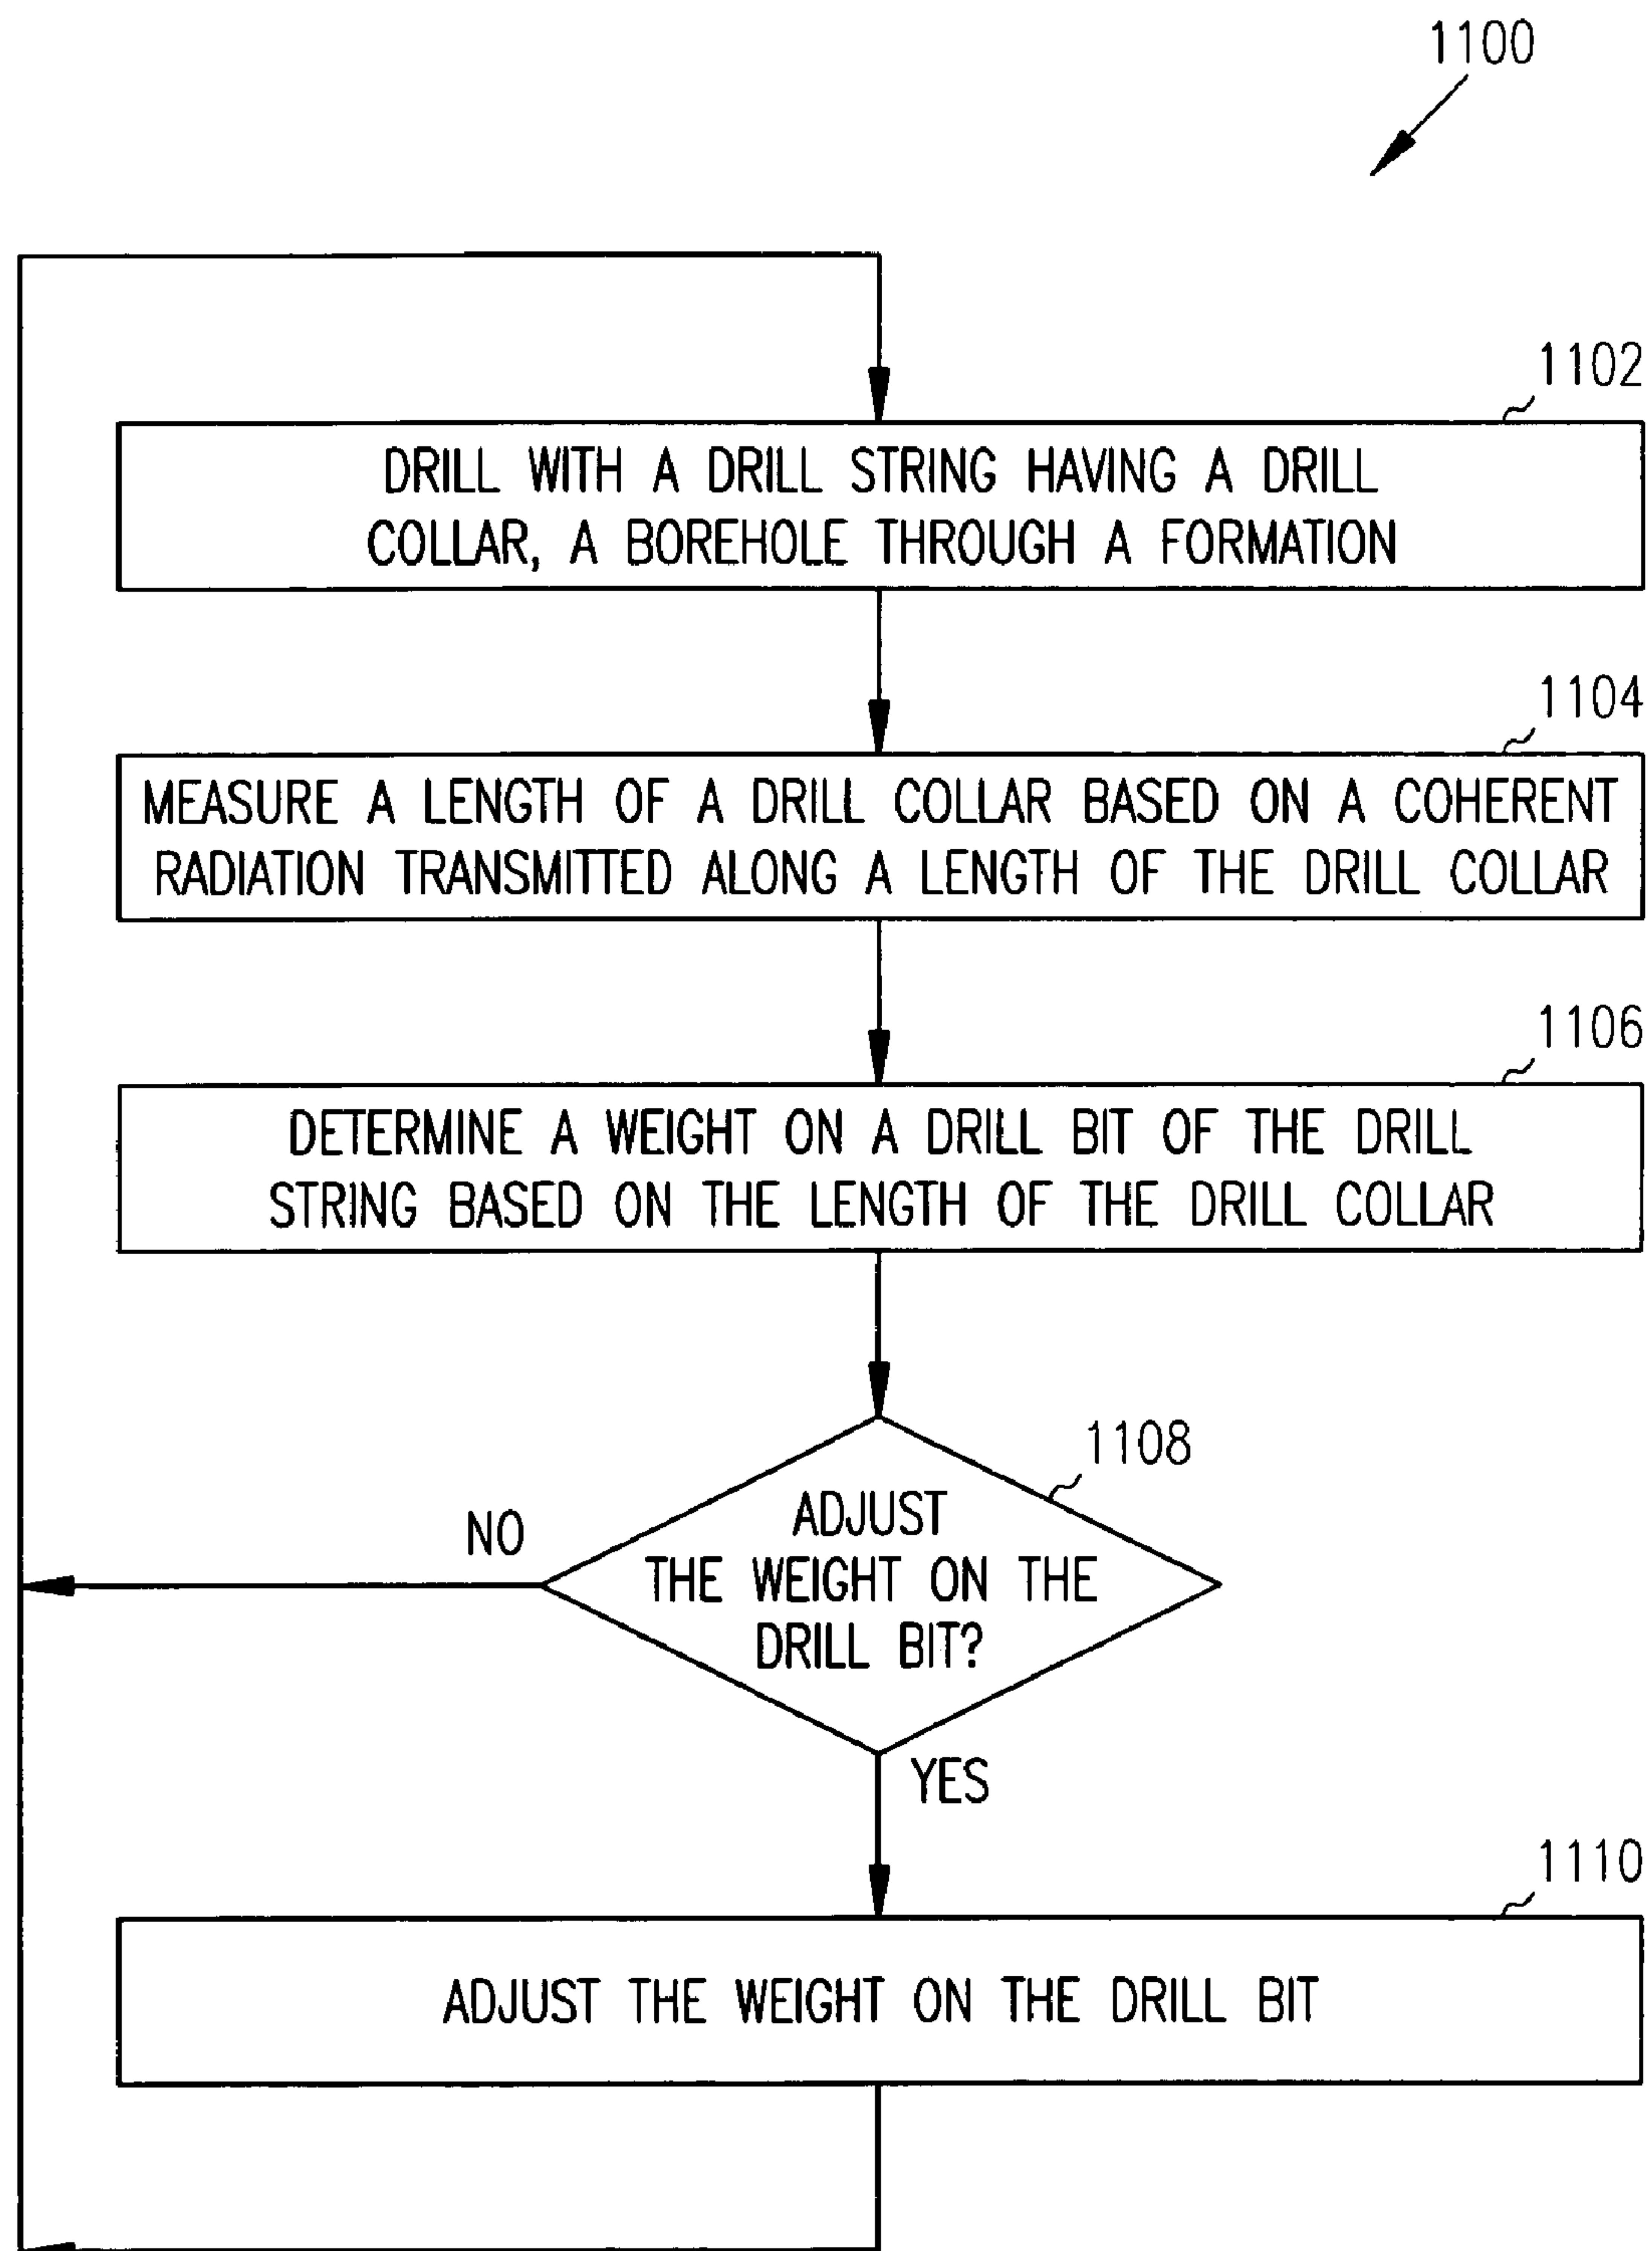 1100
1102
DRILL WITH A DRILL STRING HAVING A DRILL
COLLAR, A BOREHOLE THROUGH A FORMATION
1104
MEASURE A LENGTH OF A DRILL COLLAR BASED ON A COHERENT
RADIATION TRANSMITTED ALONG A LENGTH OF THE DRILL COLLAR
1106
DETERMINE A WEIGHT ON A DRILL BIT OF THE DRILL
STRING BASED ON THE LENGTH OF THE DRILL COLLAR
1108
ADJUST
THE WEIGHT ON THE
DRILL BIT?
NO
YES
1110
ADJUST THE WEIGHT ON THE DRILL BIT